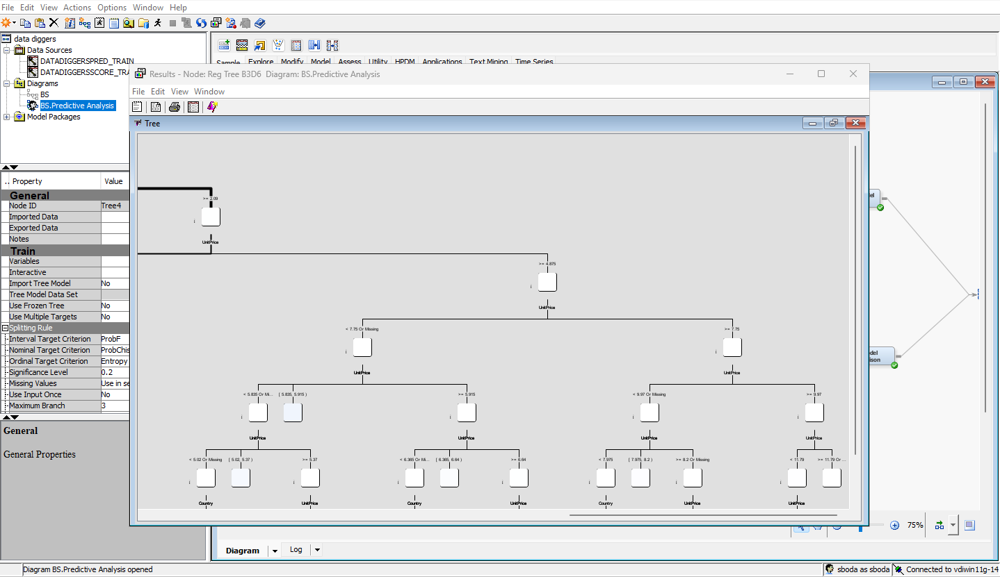 File Edit View Actions Options Window Help
data diggers
Data Sources
DATADIGGERSPRED_TRAIN
DATADIGGERSSCORE_TRA
Diagrams
BS
BS.Predictive Analysis
Model Packages
Sample Explore Modify Model Assess Utility HPDM Applications Text Mining Time Series
Results - Node: Reg Tree B3D6 Diagram: BS.Predictive Analysis
File Edit View Window
Tree
.. Property Value
General
Node ID Tree4
Imported Data
Exported Data
Notes
Train
Variables
Interactive
Import Tree Model No
Tree Model Data Set
Use Frozen Tree No
Use Multiple Targets No
Splitting Rule
Interval Target Criterion ProbF
Nominal Target Criterion ProbChis
Ordinal Target Criterion Entropy
Significance Level 0.2
Missing Values Use in se
Use Input Once No
Maximum Branch 3
General
General Properties
>= 2.09
UnitPrice
>= 4.875
UnitPrice
< 7.75 Or Missing >= 7.75
UnitPrice UnitPrice
< 5.835 Or Mi... [ 5.835, 5.915 ) >= 5.915 < 9.97 Or Missing >= 9.97
UnitPrice UnitPrice UnitPrice UnitPrice
< 5.02 Or Missing [ 5.02, 5.37 ) >= 5.37 < 6.365 Or Mi... [ 6.365, 6.64 ) >= 6.64 < 7.975 [ 7.975, 8.2 ) >= 8.2 Or Missing < 11.79 >= 11.79 Or ...
Country UnitPrice Country UnitPrice Country UnitPrice UnitPrice
del
del
ison
75%
Diagram Log
Diagram BS.Predictive Analysis opened
sboda as sboda Connected to vdiwin11g-14